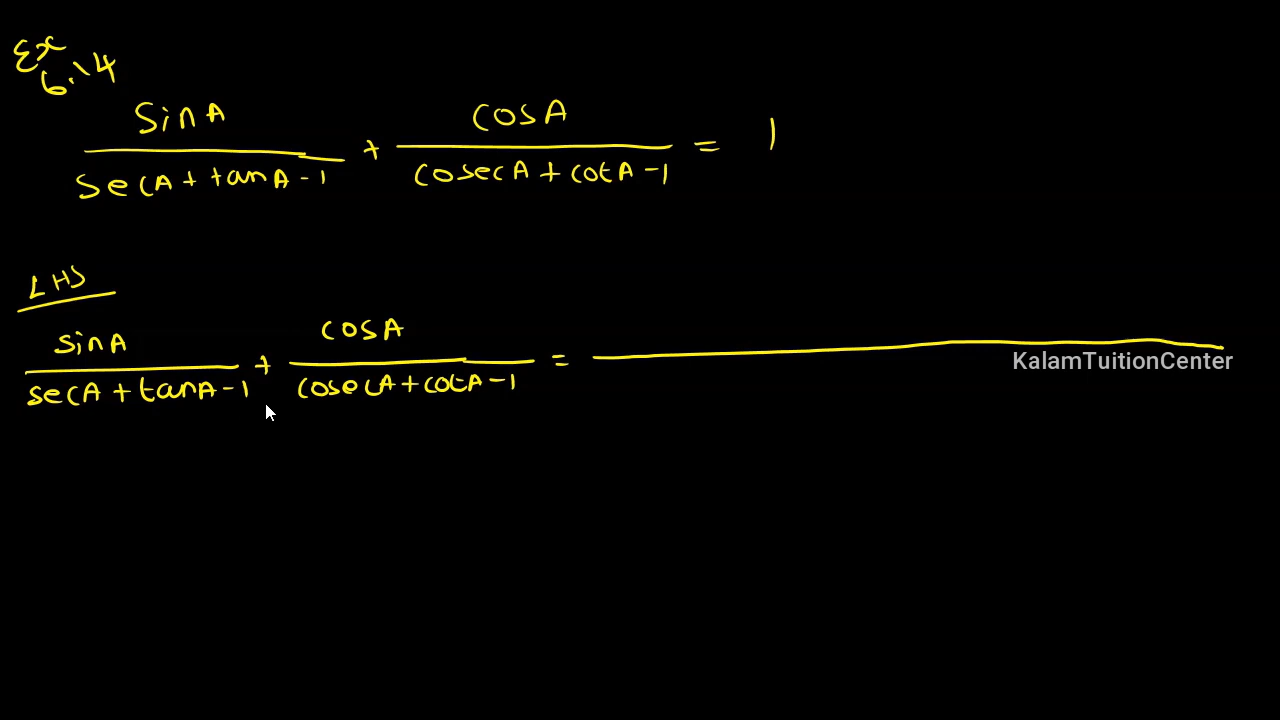 Ex
6.14
SinA / SecA + tanA - 1 + cosA / cosecA + cotA - 1 = 1
LHS
sinA / secA + tanA - 1 + cosA / cosecA + cotA - 1 =
KalamTuitionCenter